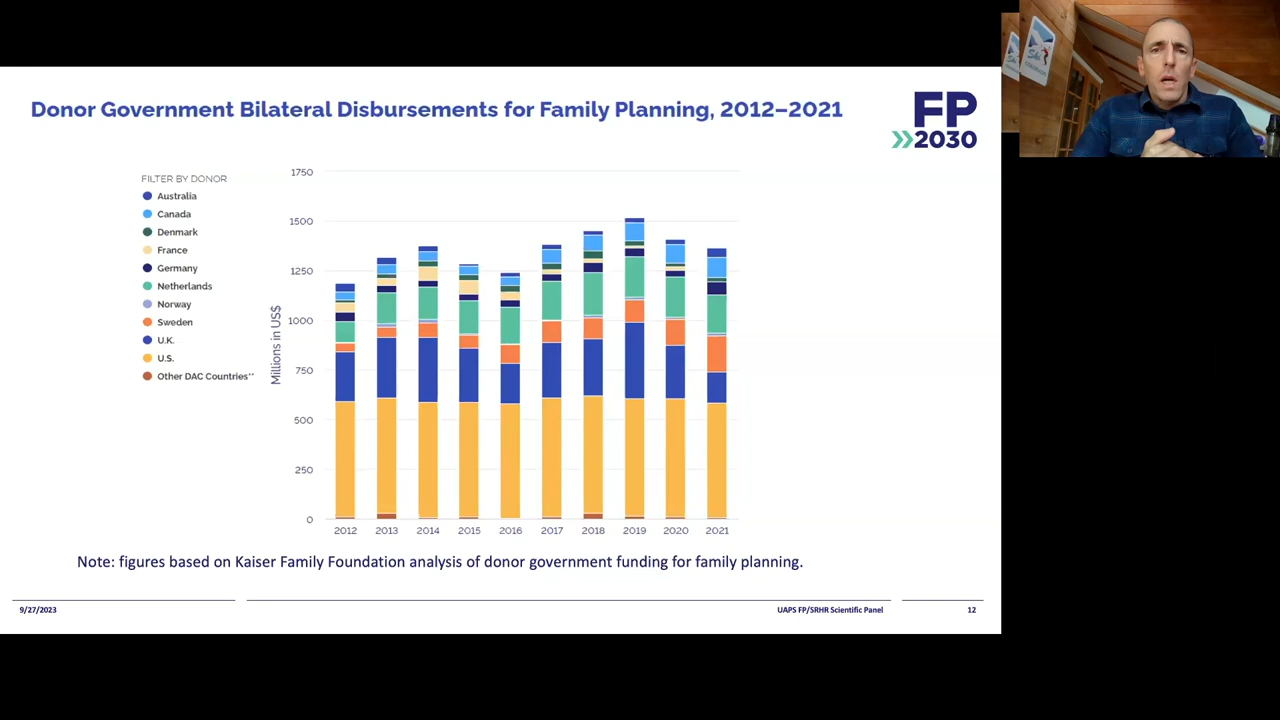 Donor Government Bilateral Disbursements for Family Planning, 2012–2021
FP
2030
FILTER BY DONOR
Australia
Canada
Denmark
France
Germany
Netherlands
Norway
Sweden
U.K.
U.S.
Other DAC Countries**
Millions in US$
1750
1500
1250
1000
750
500
250
0
2012 2013 2014 2015 2016 2017 2018 2019 2020 2021
Note: figures based on Kaiser Family Foundation analysis of donor government funding for family planning.
9/27/2023
UAPS FP/SRHR Scientific Panel
12
Ski